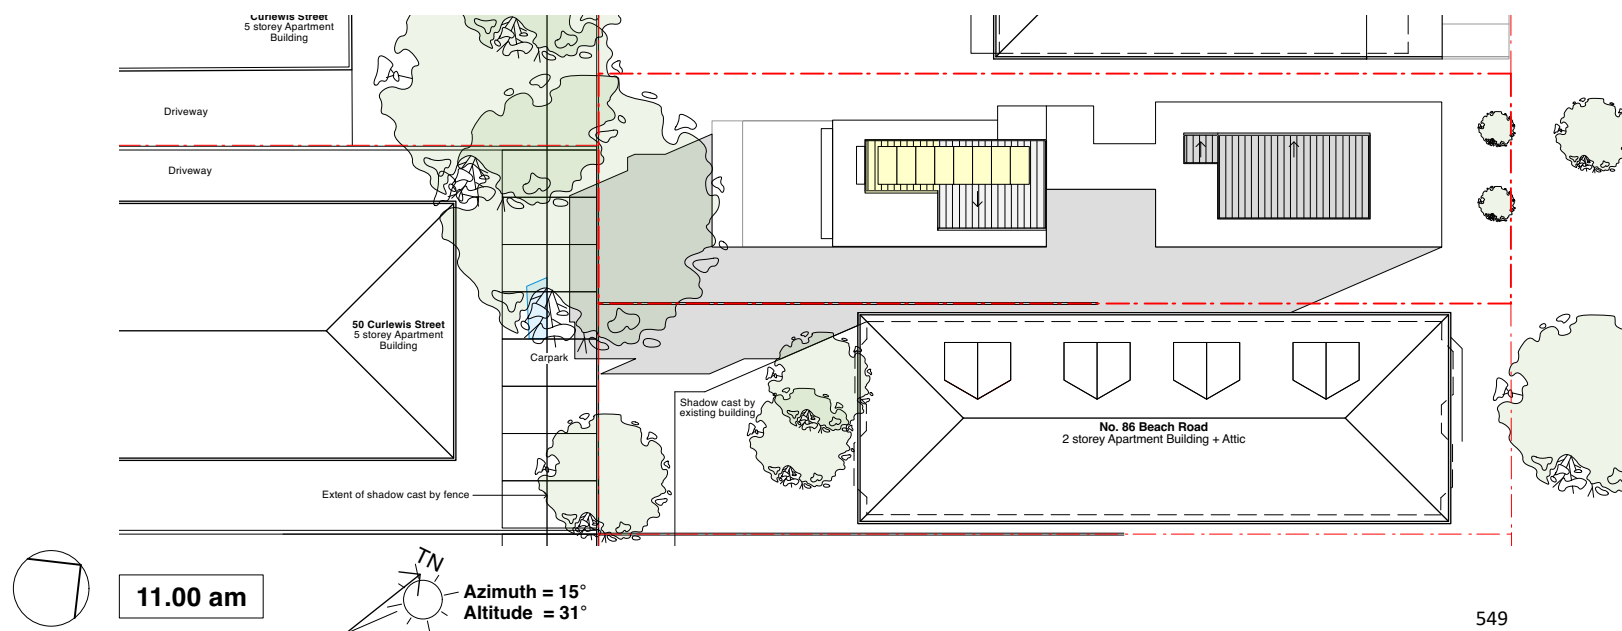 Curlewis Street
5 storey Apartment
Building
Driveway
Driveway
50 Curlewis Street
5 storey Apartment
Building
Carpark
Shadow cast by
existing building
No. 86 Beach Road
2 storey Apartment Building + Attic
Extent of shadow cast by fence
11.00 am
TN
Azimuth = 15°
Altitude = 31°
549